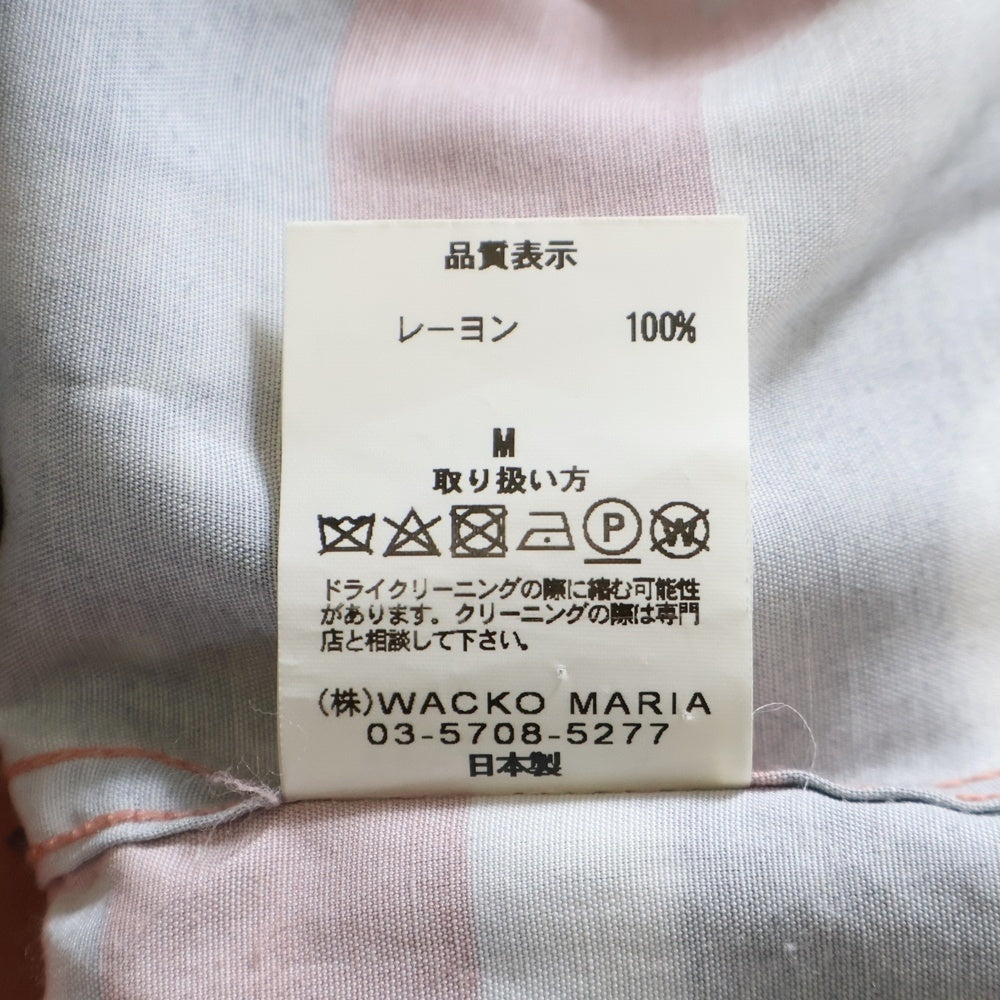 品質表示
レーヨン 100%
M
取り扱い方
P W
ドライクリーニングの際に縮む可能性
があります。クリーニングの際は専門
店と相談して下さい。
(株)WACKO MARIA
03-5708-5277
日本製